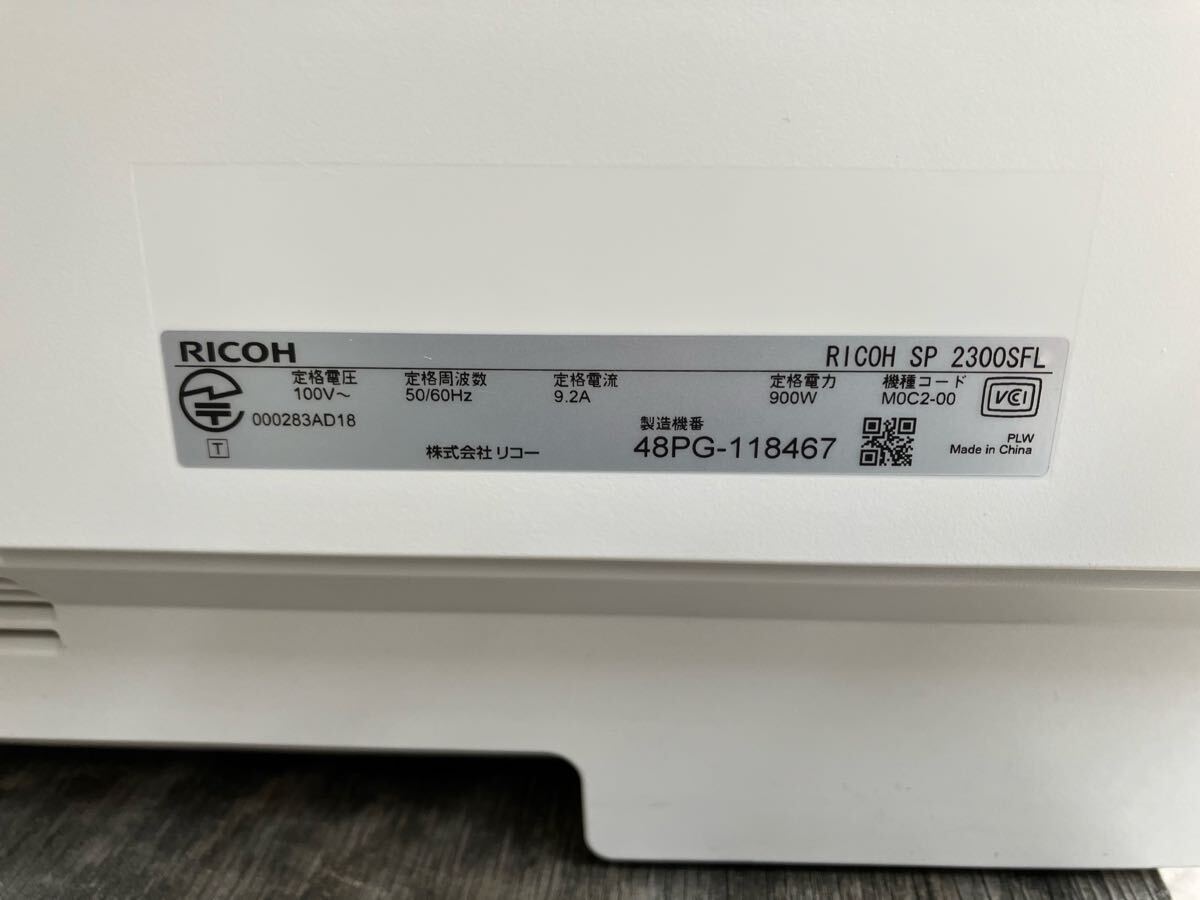 RICOH
RICOH SP 2300SFL
定格電圧 定格周波数 定格電流 定格電力 機種コード
100V～ 50/60Hz 9.2A 900W M0C2-00
VCI
000283AD18
製造機番
T
株式会社リコー
48PG-118467
PLW
Made in China